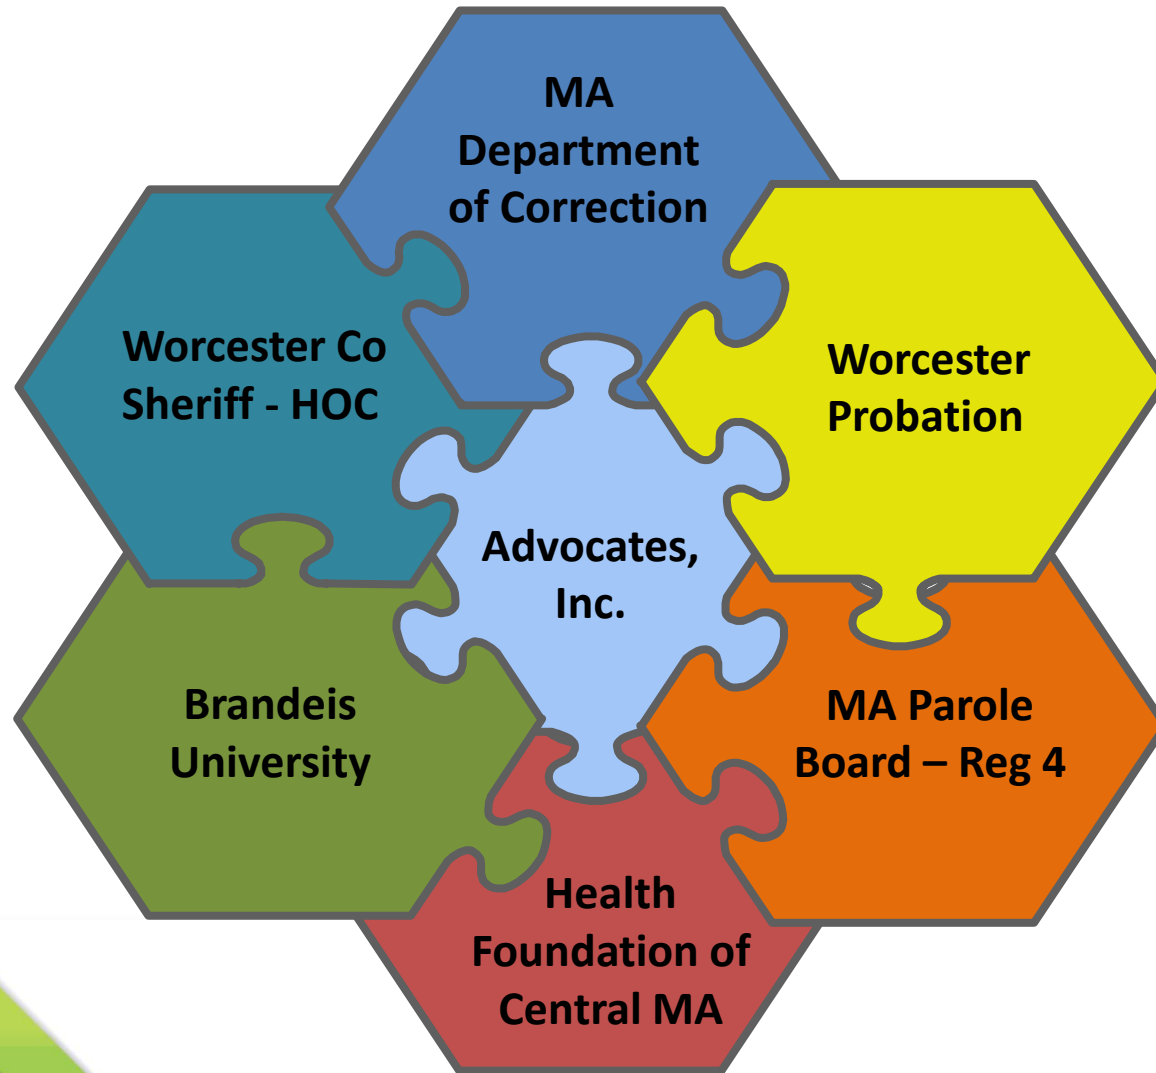 MA
Department
of Correction
Worcester Co
Sheriff - HOC
Worcester
Probation
Advocates,
Inc.
Brandeis
University
MA Parole
Board – Reg 4
Health
Foundation of
Central MA